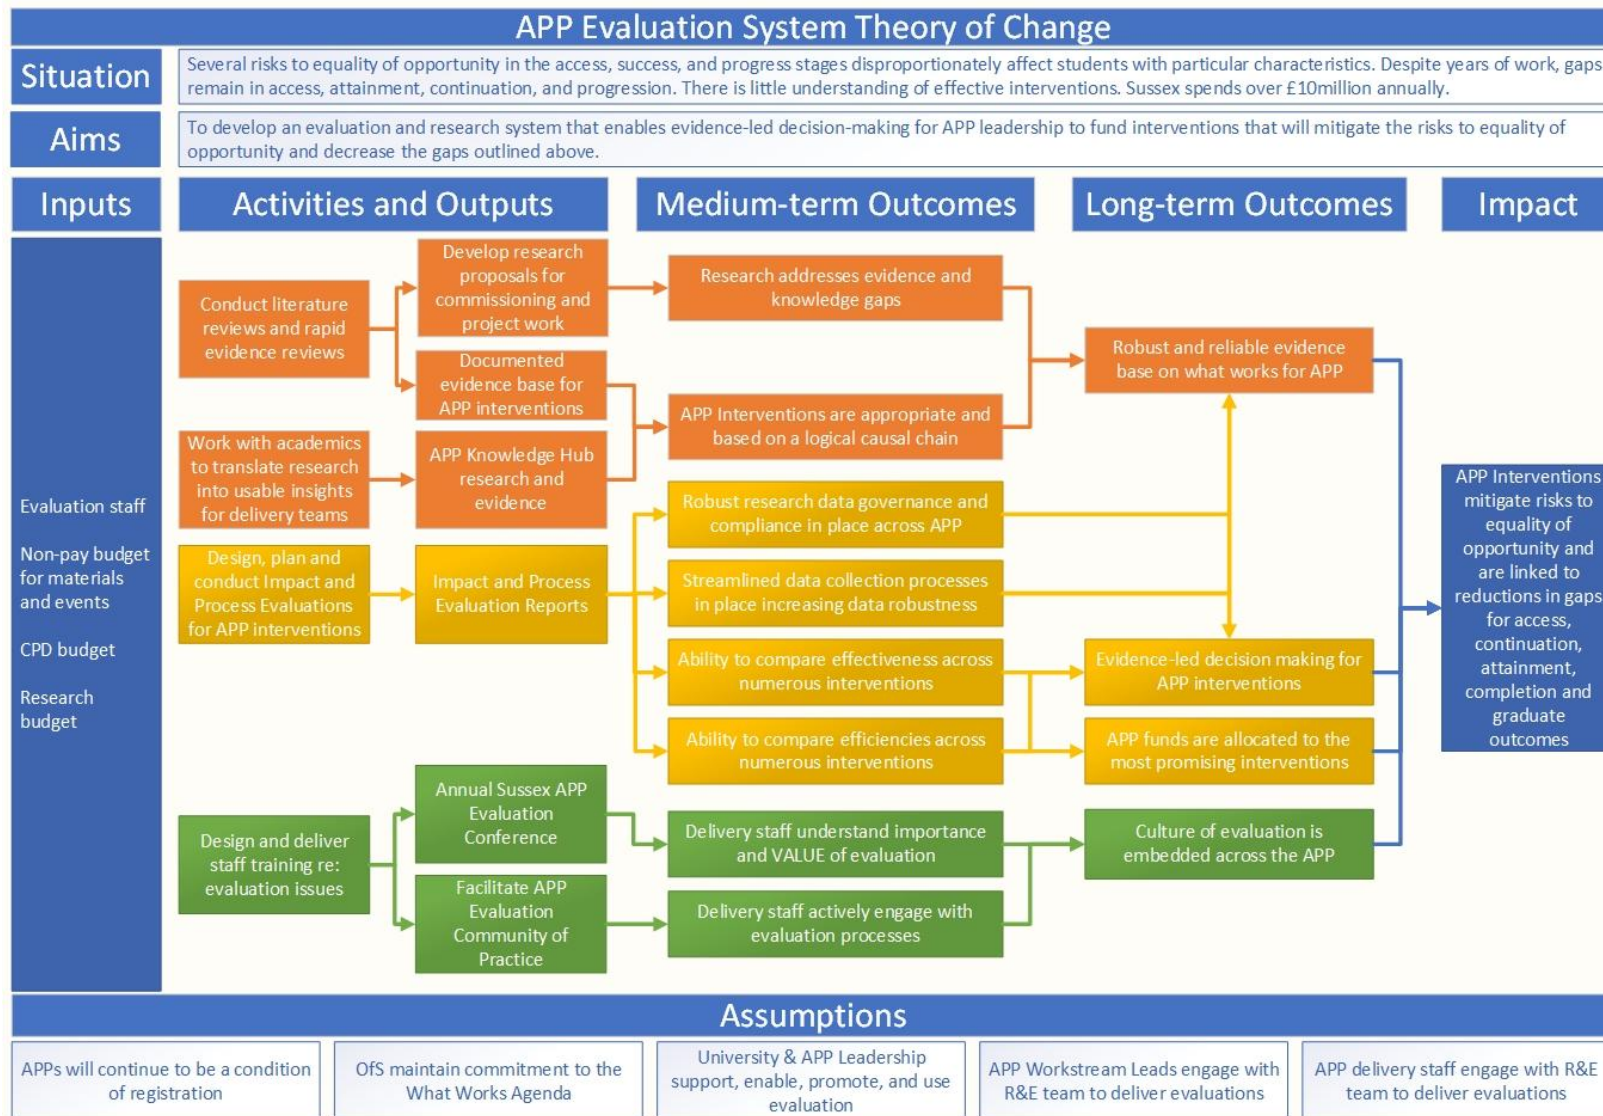 APP Evaluation System Theory of Change
Situation
Several risks to equality of opportunity in the access, success, and progress stages disproportionately affect students with particular characteristics. Despite years of work, gaps
remain in access, attainment, continuation, and progression. There is little understanding of effective interventions. Sussex spends over £10million annually.
Aims
To develop an evaluation and research system that enables evidence-led decision-making for APP leadership to fund interventions that will mitigate the risks to equality of
opportunity and decrease the gaps outlined above.
Inputs
Activities and Outputs
Medium-term Outcomes
Long-term Outcomes
Impact
Evaluation staff
Non-pay budget
for materials
and events
CPD budget
Research
budget
Conduct literature
reviews and rapid
evidence reviews
Work with academics
to translate research
into usable insights
for delivery teams
Design, plan and
conduct Impact and
Process Evaluations
for APP interventions
Design and deliver
staff training re:
evaluation issues
Develop research
proposals for
commissioning and
project work
Documented
evidence base for
APP interventions
APP Knowledge Hub
research and
evidence
Impact and Process
Evaluation Reports
Annual Sussex APP
Evaluation
Conference
Facilitate APP
Evaluation
Community of
Practice
Research addresses evidence and
knowledge gaps
APP Interventions are appropriate and
based on a logical causal chain
Robust research data governance and
compliance in place across APP
Streamlined data collection processes
in place increasing data robustness
Ability to compare effectiveness across
numerous interventions
Ability to compare efficiencies across
numerous interventions
Delivery staff understand importance
and VALUE of evaluation
Delivery staff actively engage with
evaluation processes
Robust and reliable evidence
base on what works for APP
Evidence-led decision making for
APP interventions
APP funds are allocated to the
most promising interventions
Culture of evaluation is
embedded across the APP
APP Interventions
mitigate risks to
equality of
opportunity and
are linked to
reductions in gaps
for access,
continuation,
attainment,
completion and
graduate
outcomes
Assumptions
APPs will continue to be a condition
of registration
OfS maintain commitment to the
What Works Agenda
University & APP Leadership
support, enable, promote, and use
evaluation
APP Workstream Leads engage with
R&E team to deliver evaluations
APP delivery staff engage with R&E
team to deliver evaluations